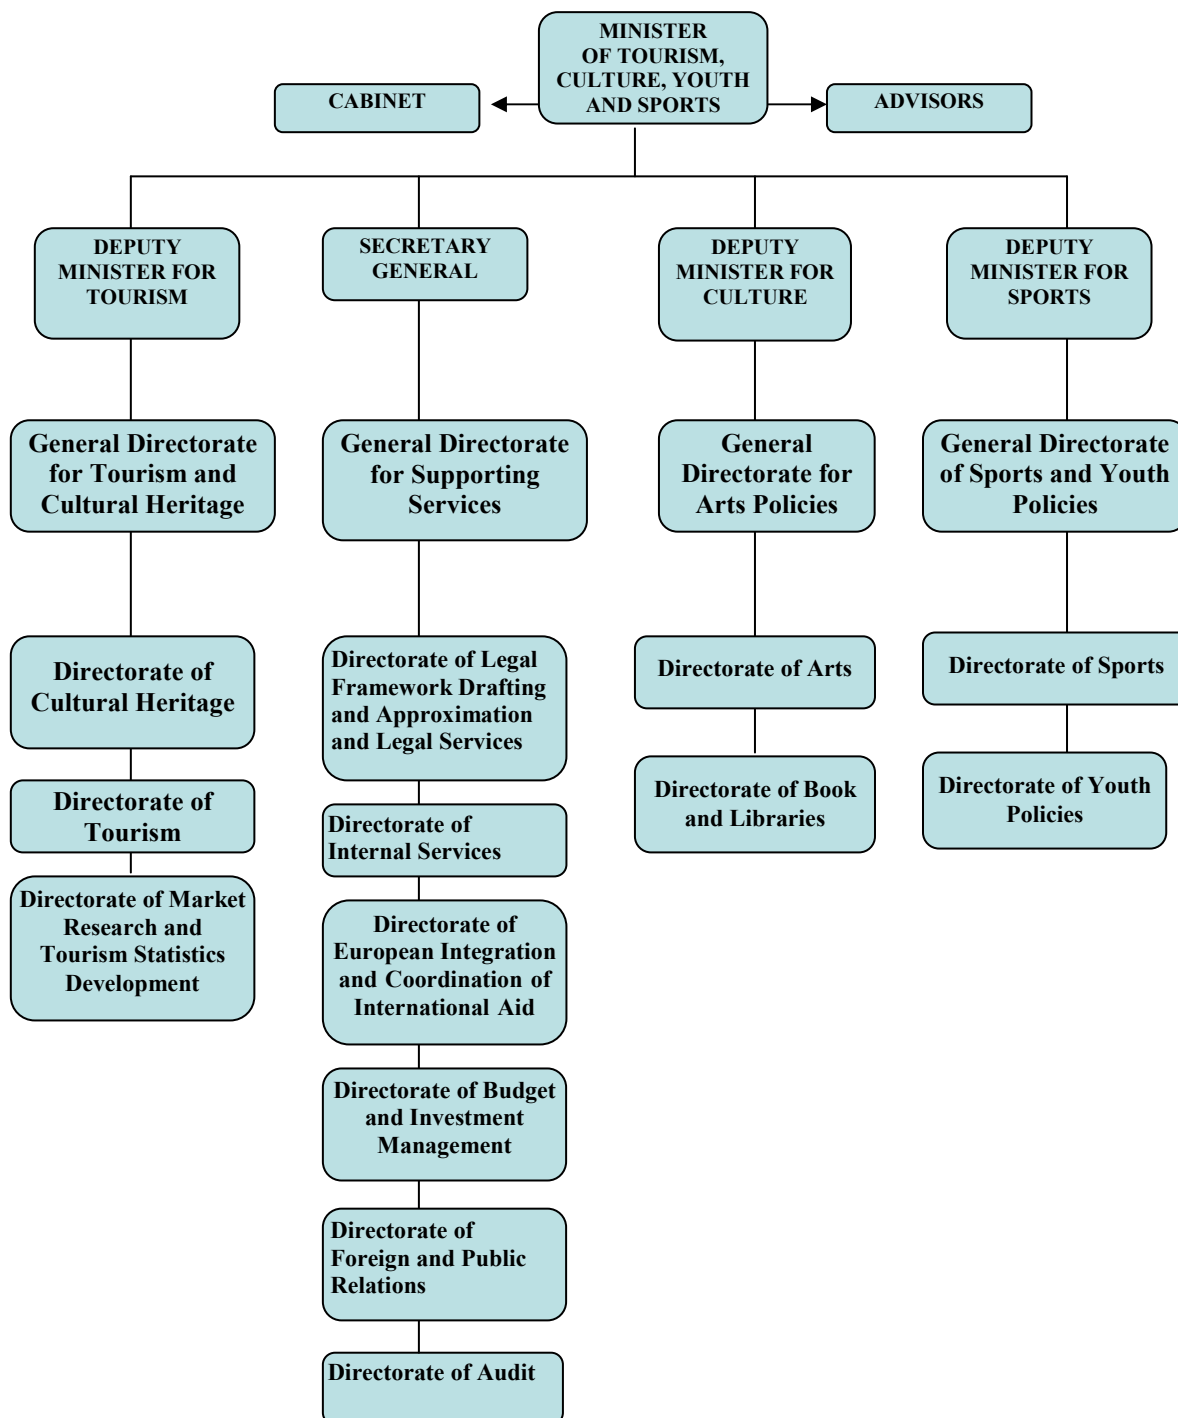 MINISTER
OF TOURISM,
CULTURE, YOUTH
AND SPORTS
CABINET
ADVISORS
DEPUTY
MINISTER FOR
TOURISM
SECRETARY
GENERAL
DEPUTY
MINISTER FOR
CULTURE
DEPUTY
MINISTER FOR
SPORTS
General Directorate
for Tourism and
Cultural Heritage
General Directorate
for Supporting
Services
General
Directorate for
Arts Policies
General Directorate
of Sports and Youth
Policies
Directorate of
Cultural Heritage
Directorate of Legal
Framework Drafting
and Approximation
and Legal Services
Directorate of Arts
Directorate of Sports
Directorate of
Tourism
Directorate of
Internal Services
Directorate of Book
and Libraries
Directorate of Youth
Policies
Directorate of Market
Research and
Tourism Statistics
Development
Directorate of
European Integration
and Coordination of
International Aid
Directorate of Budget
and Investment
Management
Directorate of
Foreign and Public
Relations
Directorate of Audit